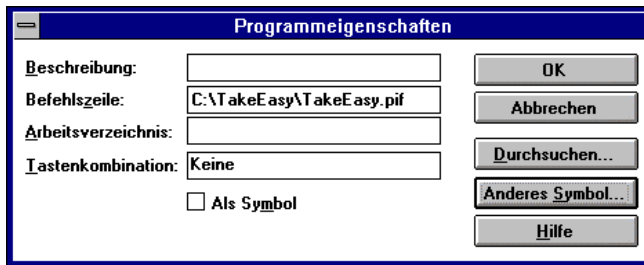 Programmeigenschaften
Beschreibung:
Befehlszeile: C:\TakeEasy\TakeEasy.pif
Arbeitsverzeichnis:
Tastenkombination: Keine
Als Symbol
OK
Abbrechen
Durchsuchen...
Anderes Symbol...
Hilfe